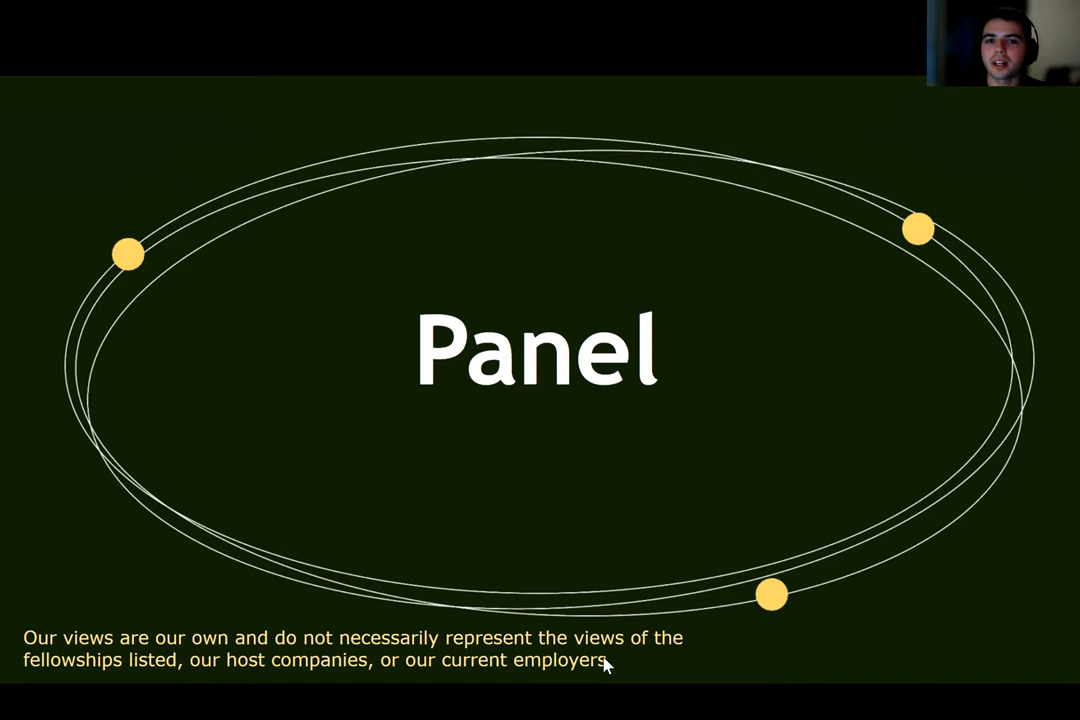 Panel
Our views are our own and do not necessarily represent the views of the
fellowships listed, our host companies, or our current employers